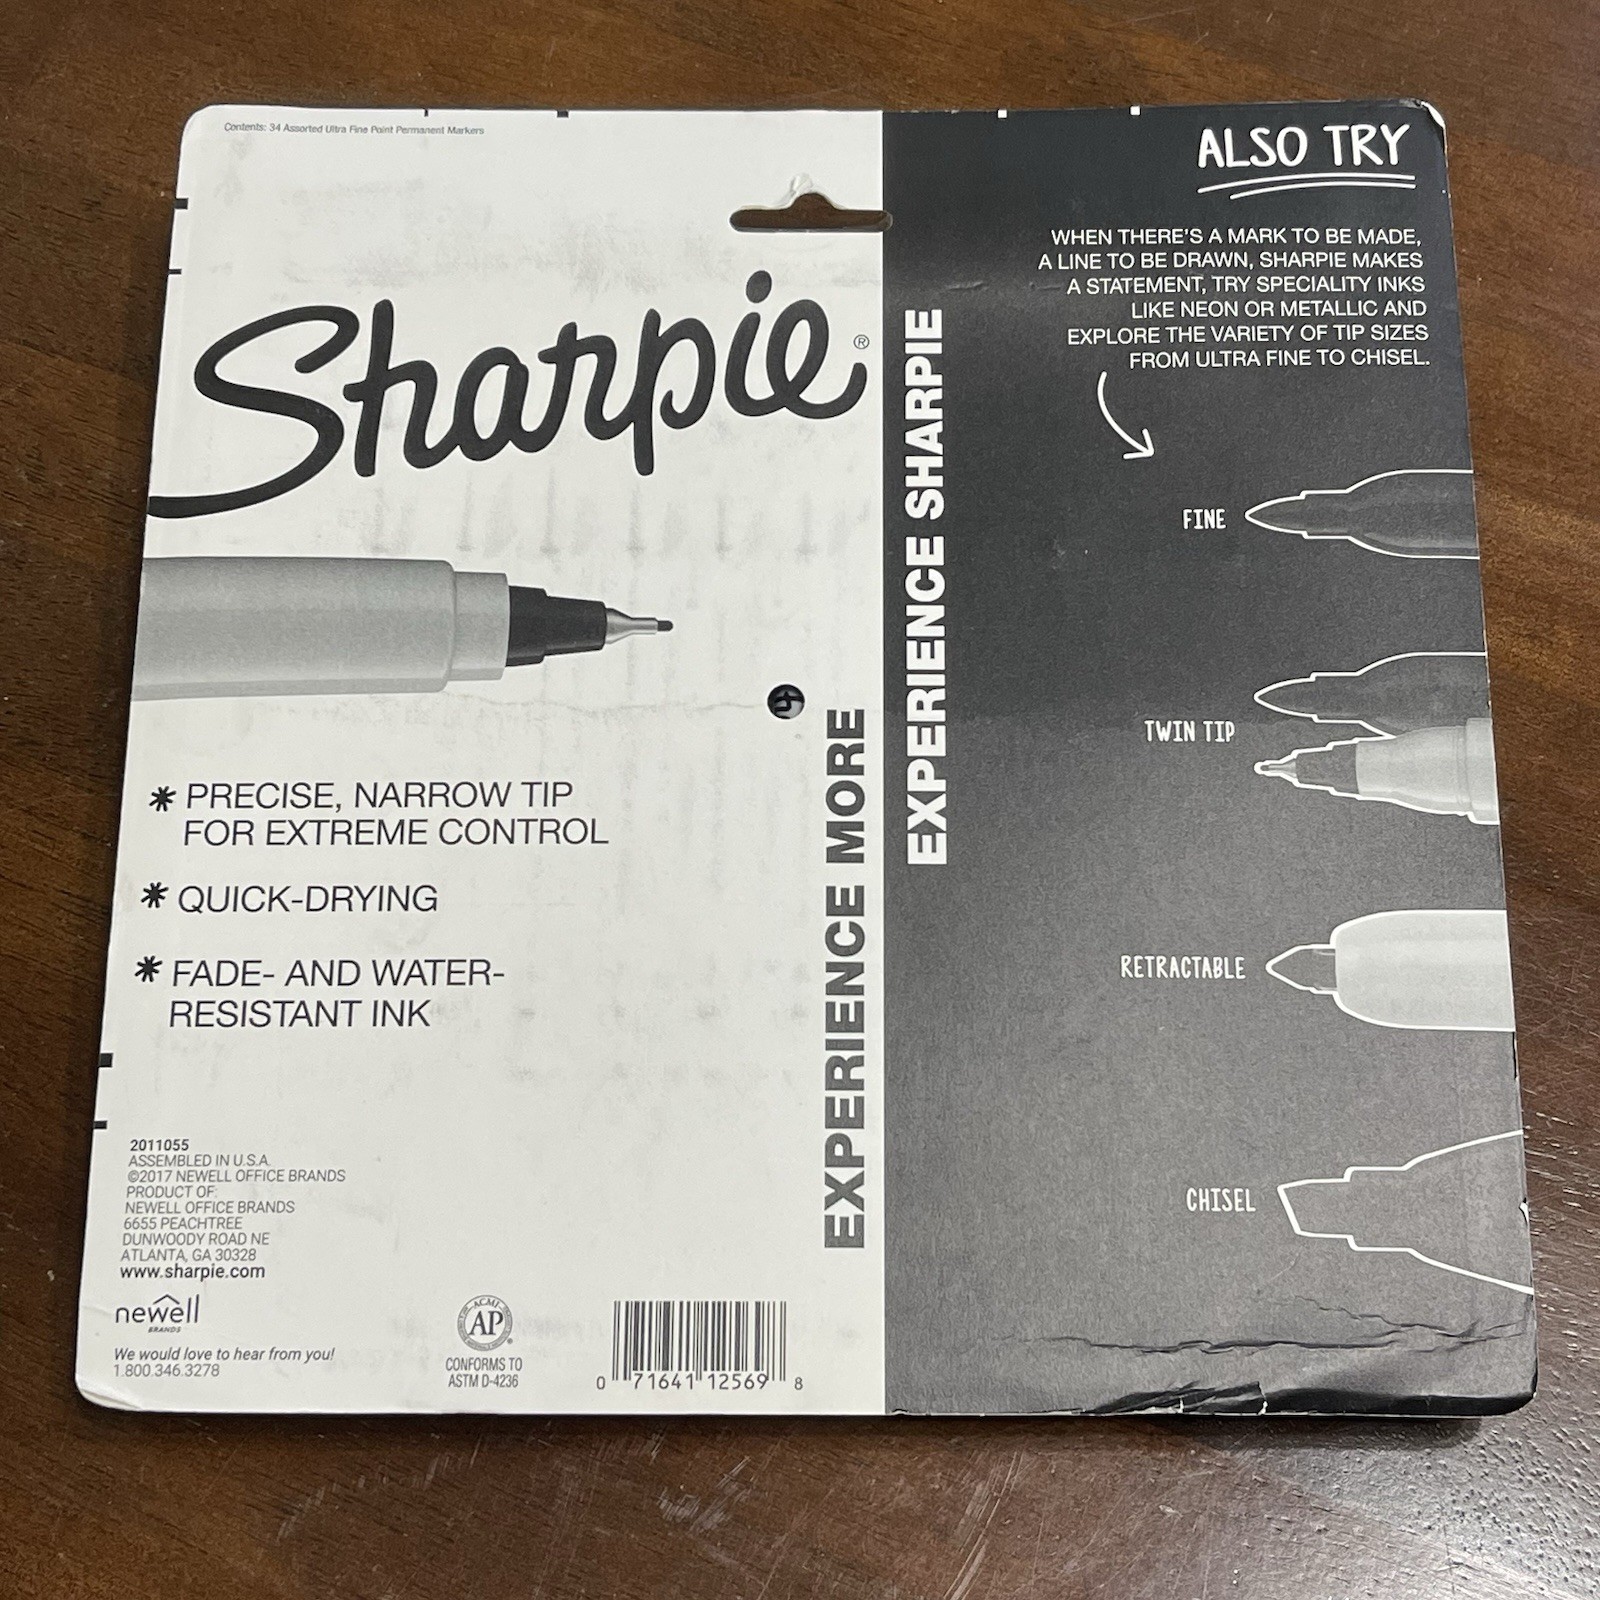 Contents: 34 Assorted Ultra Fine Point Permanent Markers
Sharpie®
* PRECISE, NARROW TIP
FOR EXTREME CONTROL
* QUICK-DRYING
* FADE- AND WATER-
RESISTANT INK
2011055
ASSEMBLED IN U.S.A.
©2017 NEWELL OFFICE BRANDS
PRODUCT OF:
NEWELL OFFICE BRANDS
6655 PEACHTREE
DUNWOODY ROAD NE
ATLANTA, GA 30328
www.sharpie.com
newell
BRANDS
We would love to hear from you!
1.800.346.3278
ACMI
AP
CONFORMS TO
ASTM D-4236
0 71641 12569 8
EXPERIENCE MORE
EXPERIENCE SHARPIE
ALSO TRY
WHEN THERE'S A MARK TO BE MADE,
A LINE TO BE DRAWN, SHARPIE MAKES
A STATEMENT, TRY SPECIALITY INKS
LIKE NEON OR METALLIC AND
EXPLORE THE VARIETY OF TIP SIZES
FROM ULTRA FINE TO CHISEL.
FINE
TWIN TIP
RETRACTABLE
CHISEL